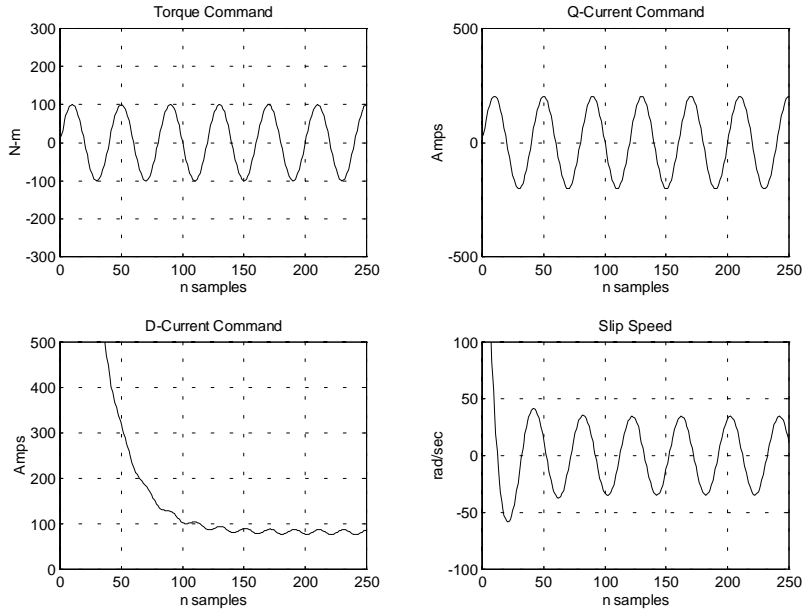 Torque Command
300
200
100
0
-100
-200
-300
N-m
0 50 100 150 200 250
n samples
Q-Current Command
500
0
-500
Amps
0 50 100 150 200 250
n samples
D-Current Command
500
400
300
200
100
0
Amps
0 50 100 150 200 250
n samples
Slip Speed
100
50
0
-50
-100
rad/sec
0 50 100 150 200 250
n samples